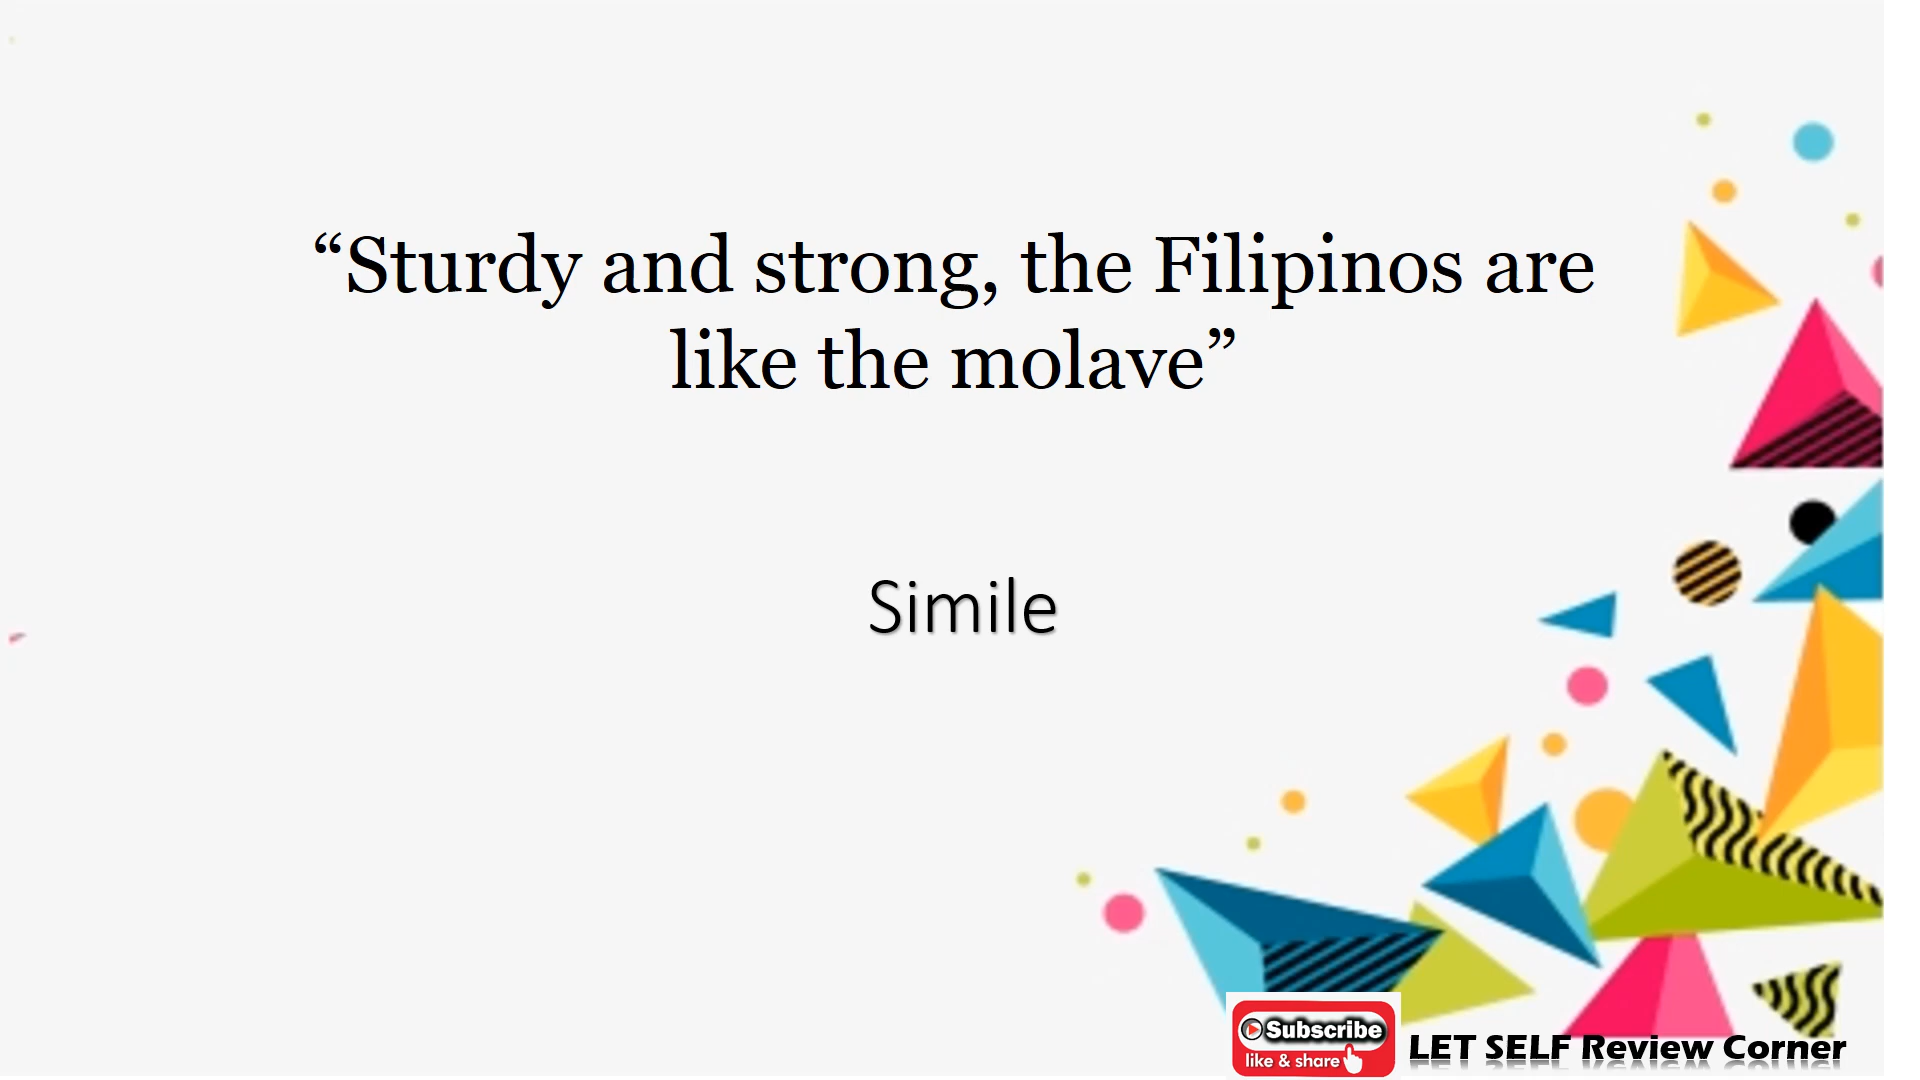 “Sturdy and strong, the Filipinos are
like the molave”
Simile
Subscribe
like & share
LET SELF Review Corner